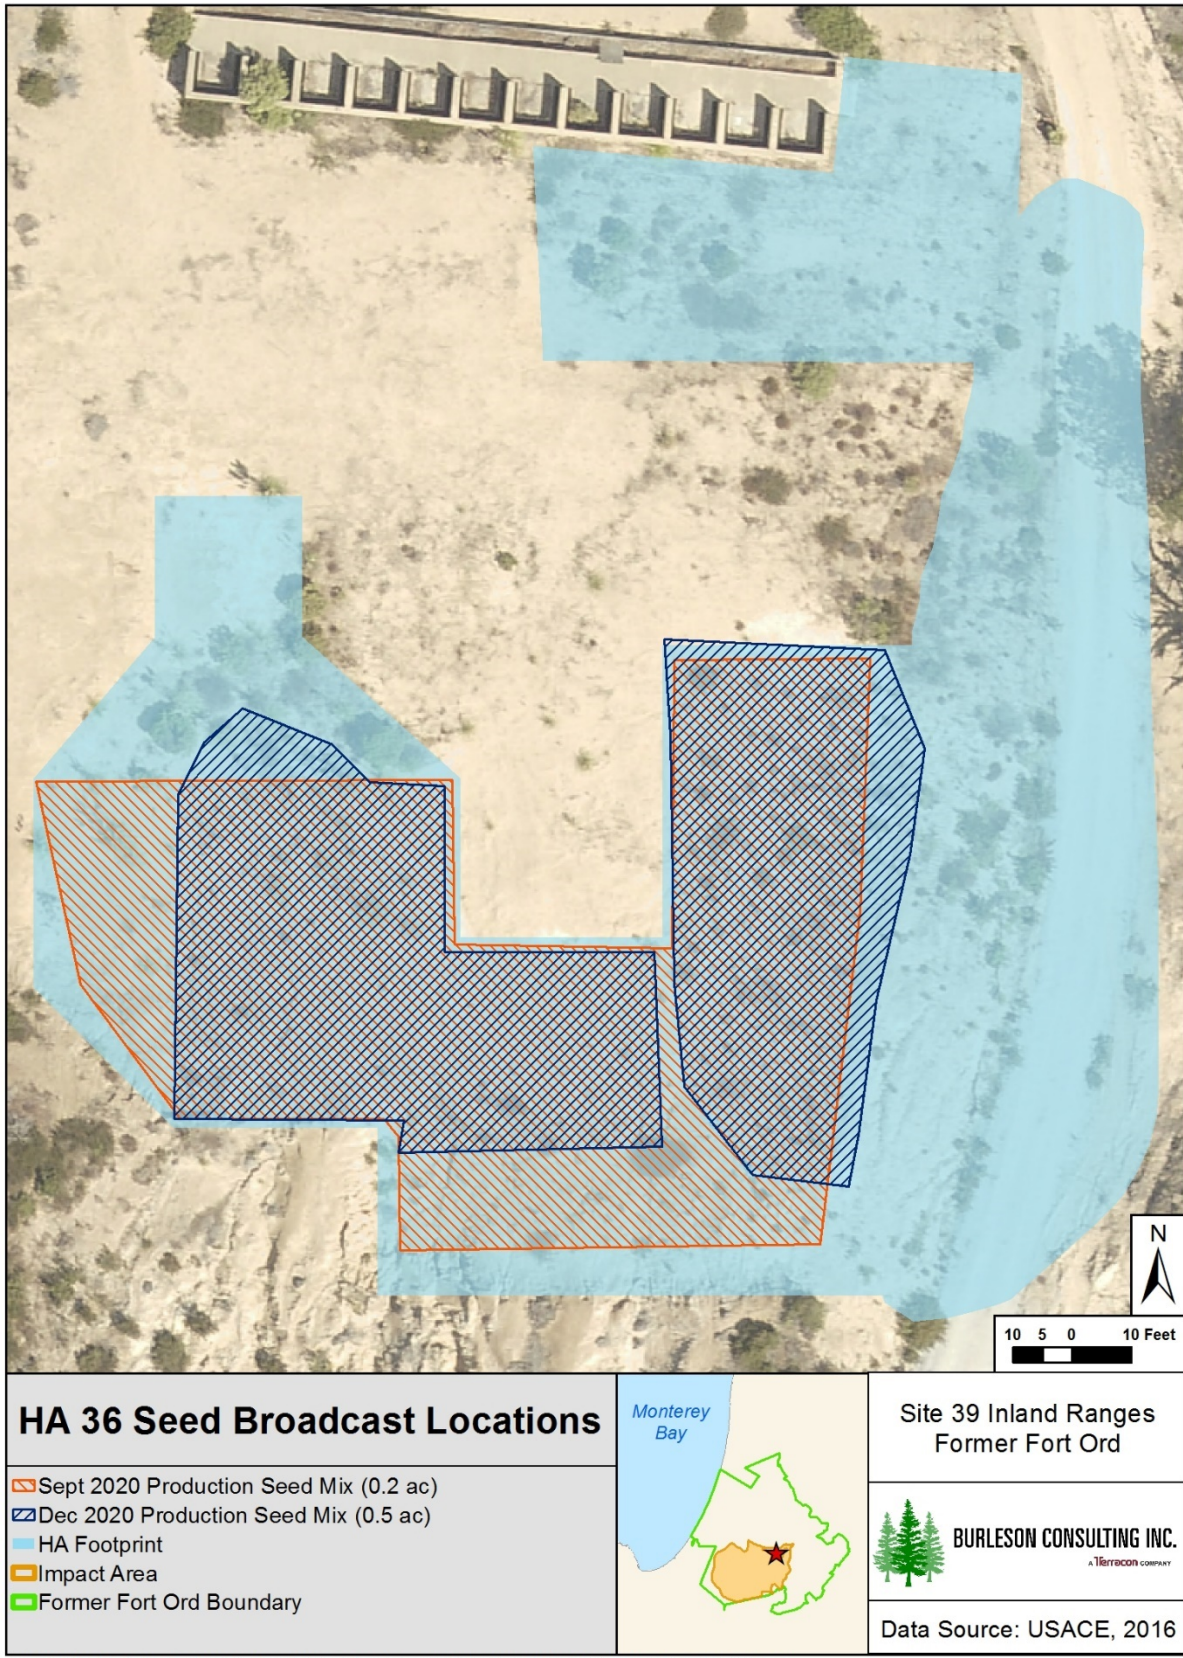 N
10 5 0 10 Feet
HA 36 Seed Broadcast Locations
Sept 2020 Production Seed Mix (0.2 ac)
Dec 2020 Production Seed Mix (0.5 ac)
HA Footprint
Impact Area
Former Fort Ord Boundary
Monterey
Bay
Site 39 Inland Ranges
Former Fort Ord
BURLESON CONSULTING INC.
A Terracon COMPANY
Data Source: USACE, 2016